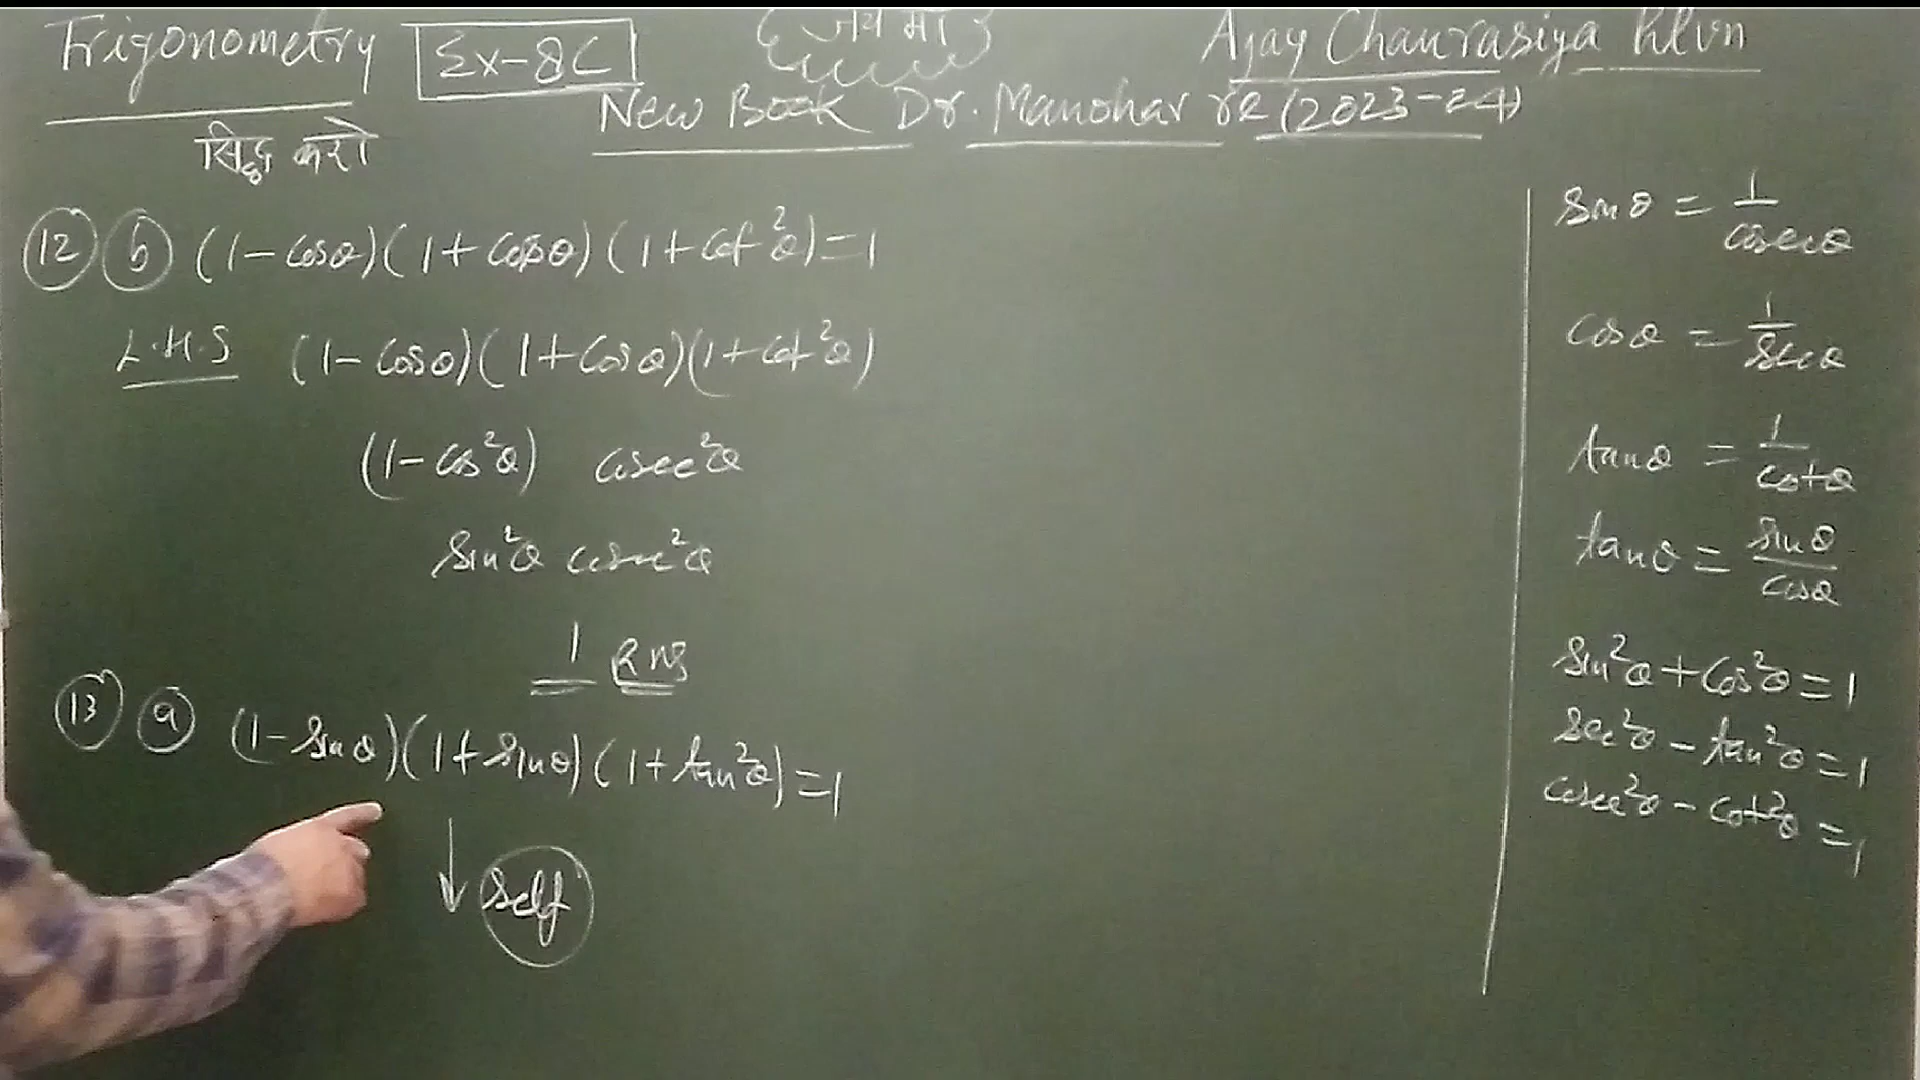 Trigonometry Ex-8C जय माँ Ajay Chaurasiya
New Book Dr. Manohar re (2023-24)
सिद्ध करो
12 b (1-cosθ)(1+cosθ)(1+cot²θ)=1
L.H.S (1-cosθ)(1+cosθ)(1+cot²θ)
(1-cos²θ) cosec²θ
sin²θ cosec²θ
1 RHS
13 a (1-sinθ)(1+sinθ)(1+tan²θ)=1
self
sinθ = 1/cosecθ
cosθ = 1/secθ
tanθ = 1/cotθ
tanθ = sinθ/cosθ
sin²θ+cos²θ=1
sec²θ-tan²θ=1
cosec²θ-cot²θ=1